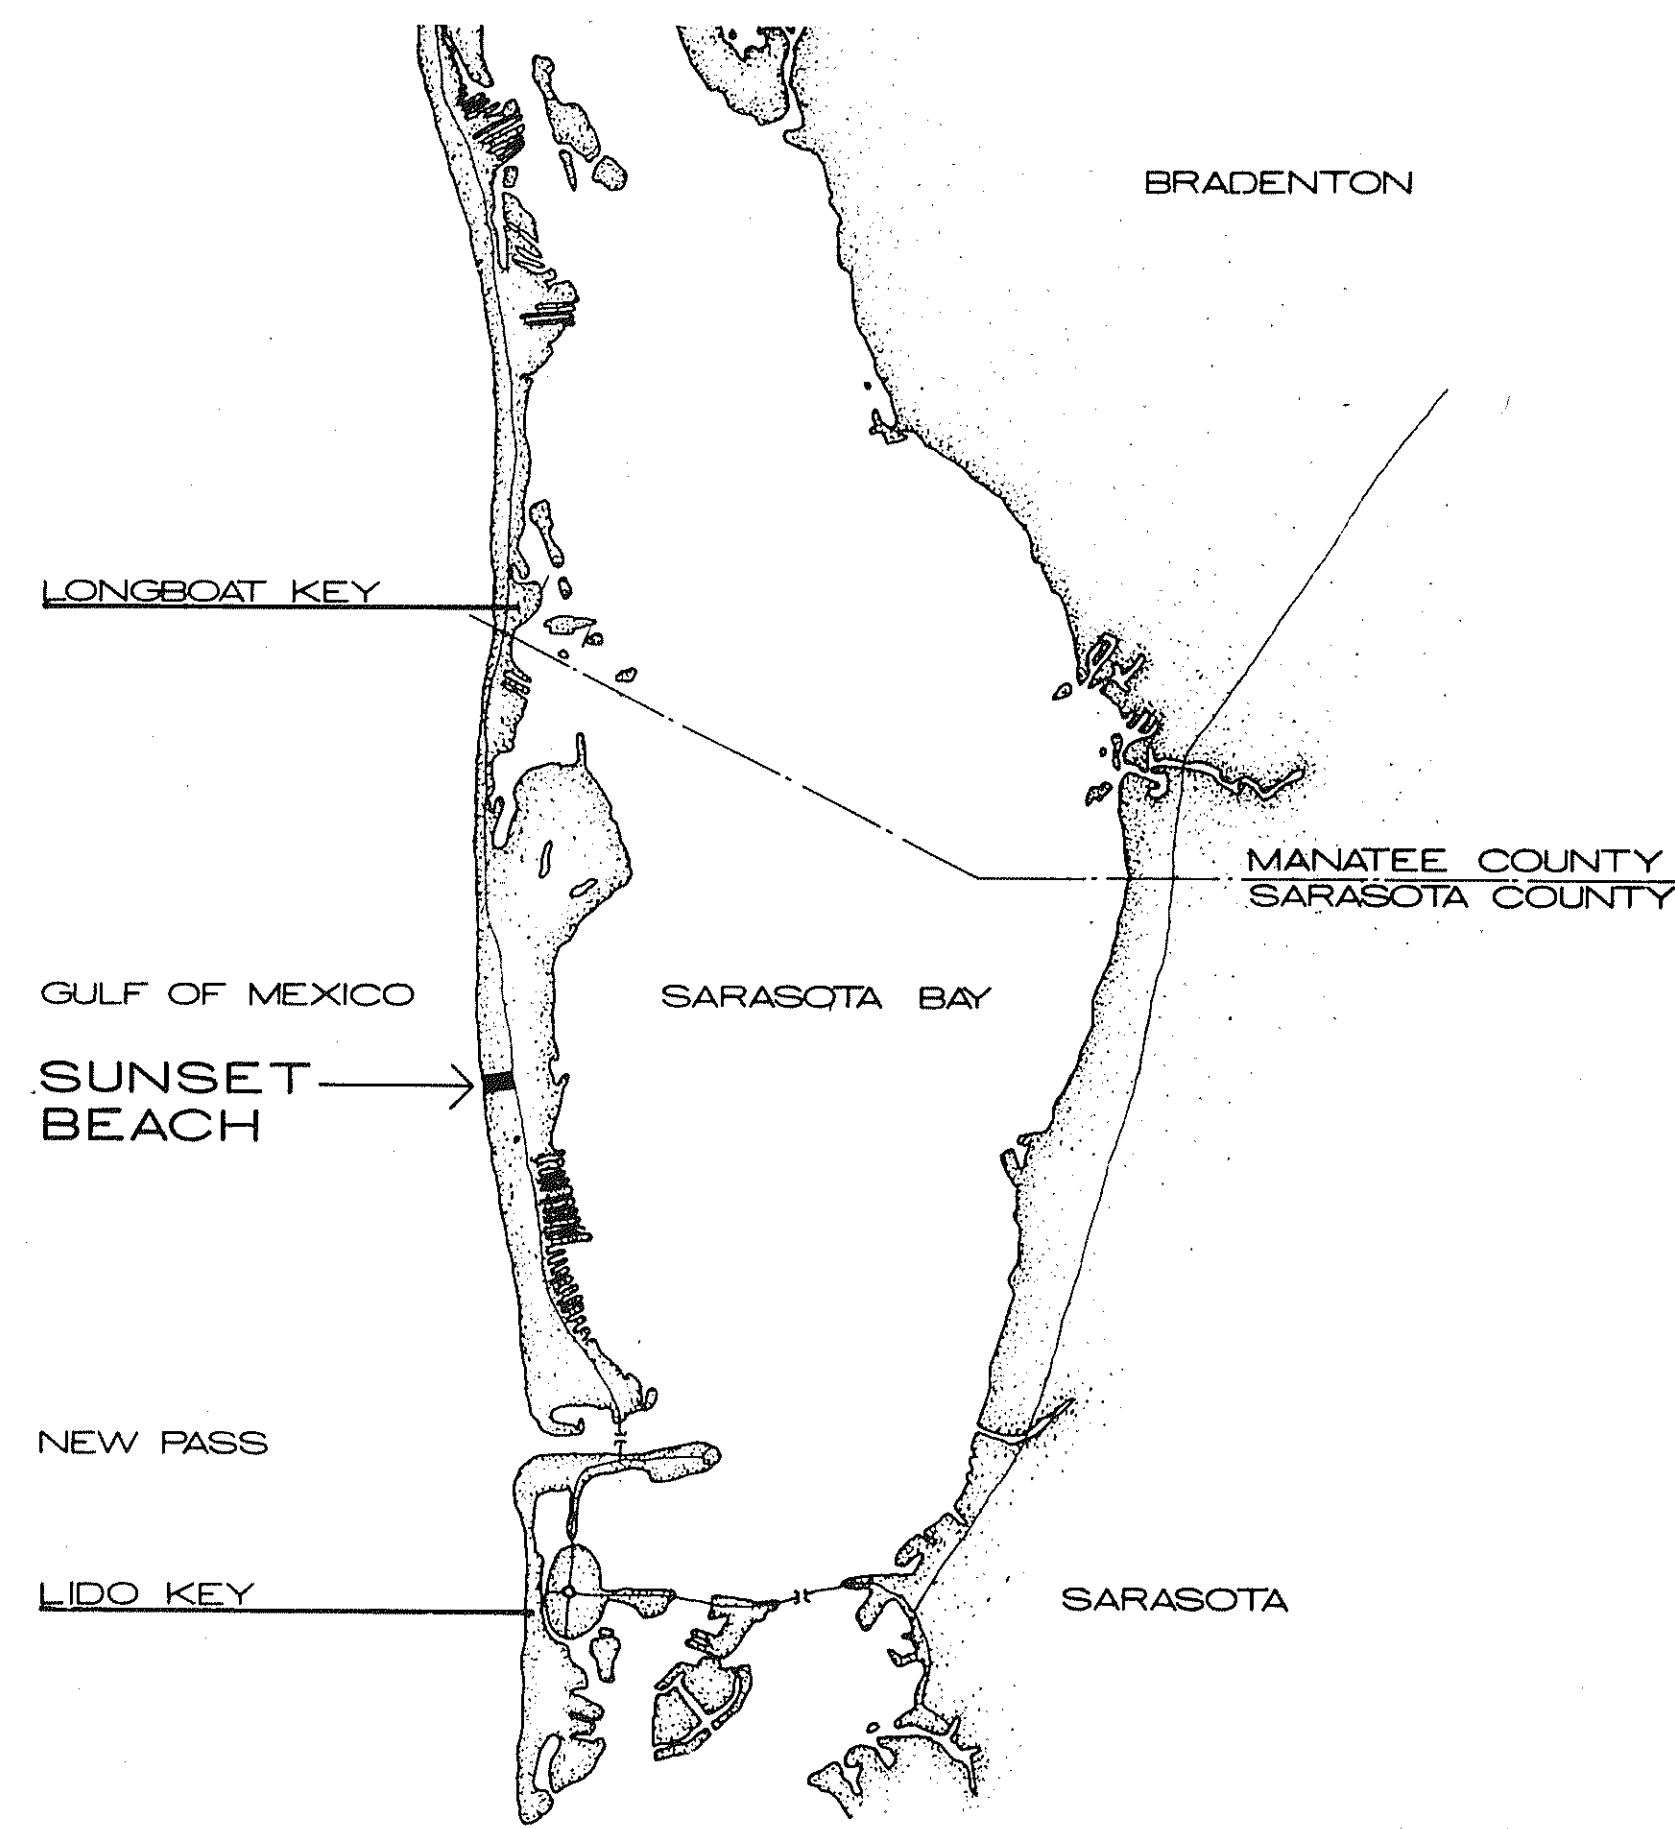 BRADENTON
LONGBOAT KEY
MANATEE COUNTY
SARASOTA COUNTY
GULF OF MEXICO
SARASOTA BAY
SUNSET
BEACH
NEW PASS
LIDO KEY
SARASOTA